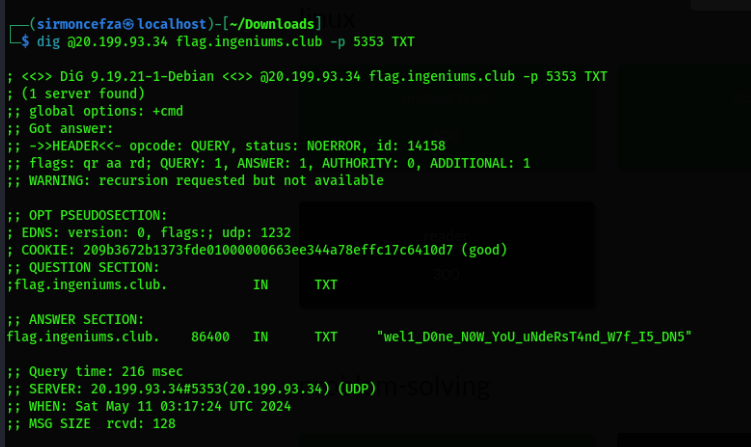 linux
┌──(sirmoncefza㉿localhost)-[~/Downloads]
└─$ dig @20.199.93.34 flag.ingeniums.club -p 5353 TXT
; <<>> DiG 9.19.21-1-Debian <<>> @20.199.93.34 flag.ingeniums.club -p 5353 TXT
; (1 server found)
;; global options: +cmd
;; Got answer:
;; ->>HEADER<<- opcode: QUERY, status: NOERROR, id: 14158
;; flags: qr aa rd; QUERY: 1, ANSWER: 1, AUTHORITY: 0, ADDITIONAL: 1
;; WARNING: recursion requested but not available
;; OPT PSEUDOSECTION:
; EDNS: version: 0, flags:; udp: 1232
; COOKIE: 209b3672b1373fde01000000663ee344a78effc17c6410d7 (good)
;; QUESTION SECTION:
;flag.ingeniums.club. IN TXT
;; ANSWER SECTION:
flag.ingeniums.club. 86400 IN TXT "wel1_D0ne_N0W_YoU_uNdeRsT4nd_W7f_I5_DN5"
;; Query time: 216 msec
;; SERVER: 20.199.93.34#5353(20.199.93.34) (UDP)
-solving
;; WHEN: Sat May 11 03:17:24 UTC 2024
;; MSG SIZE rcvd: 128